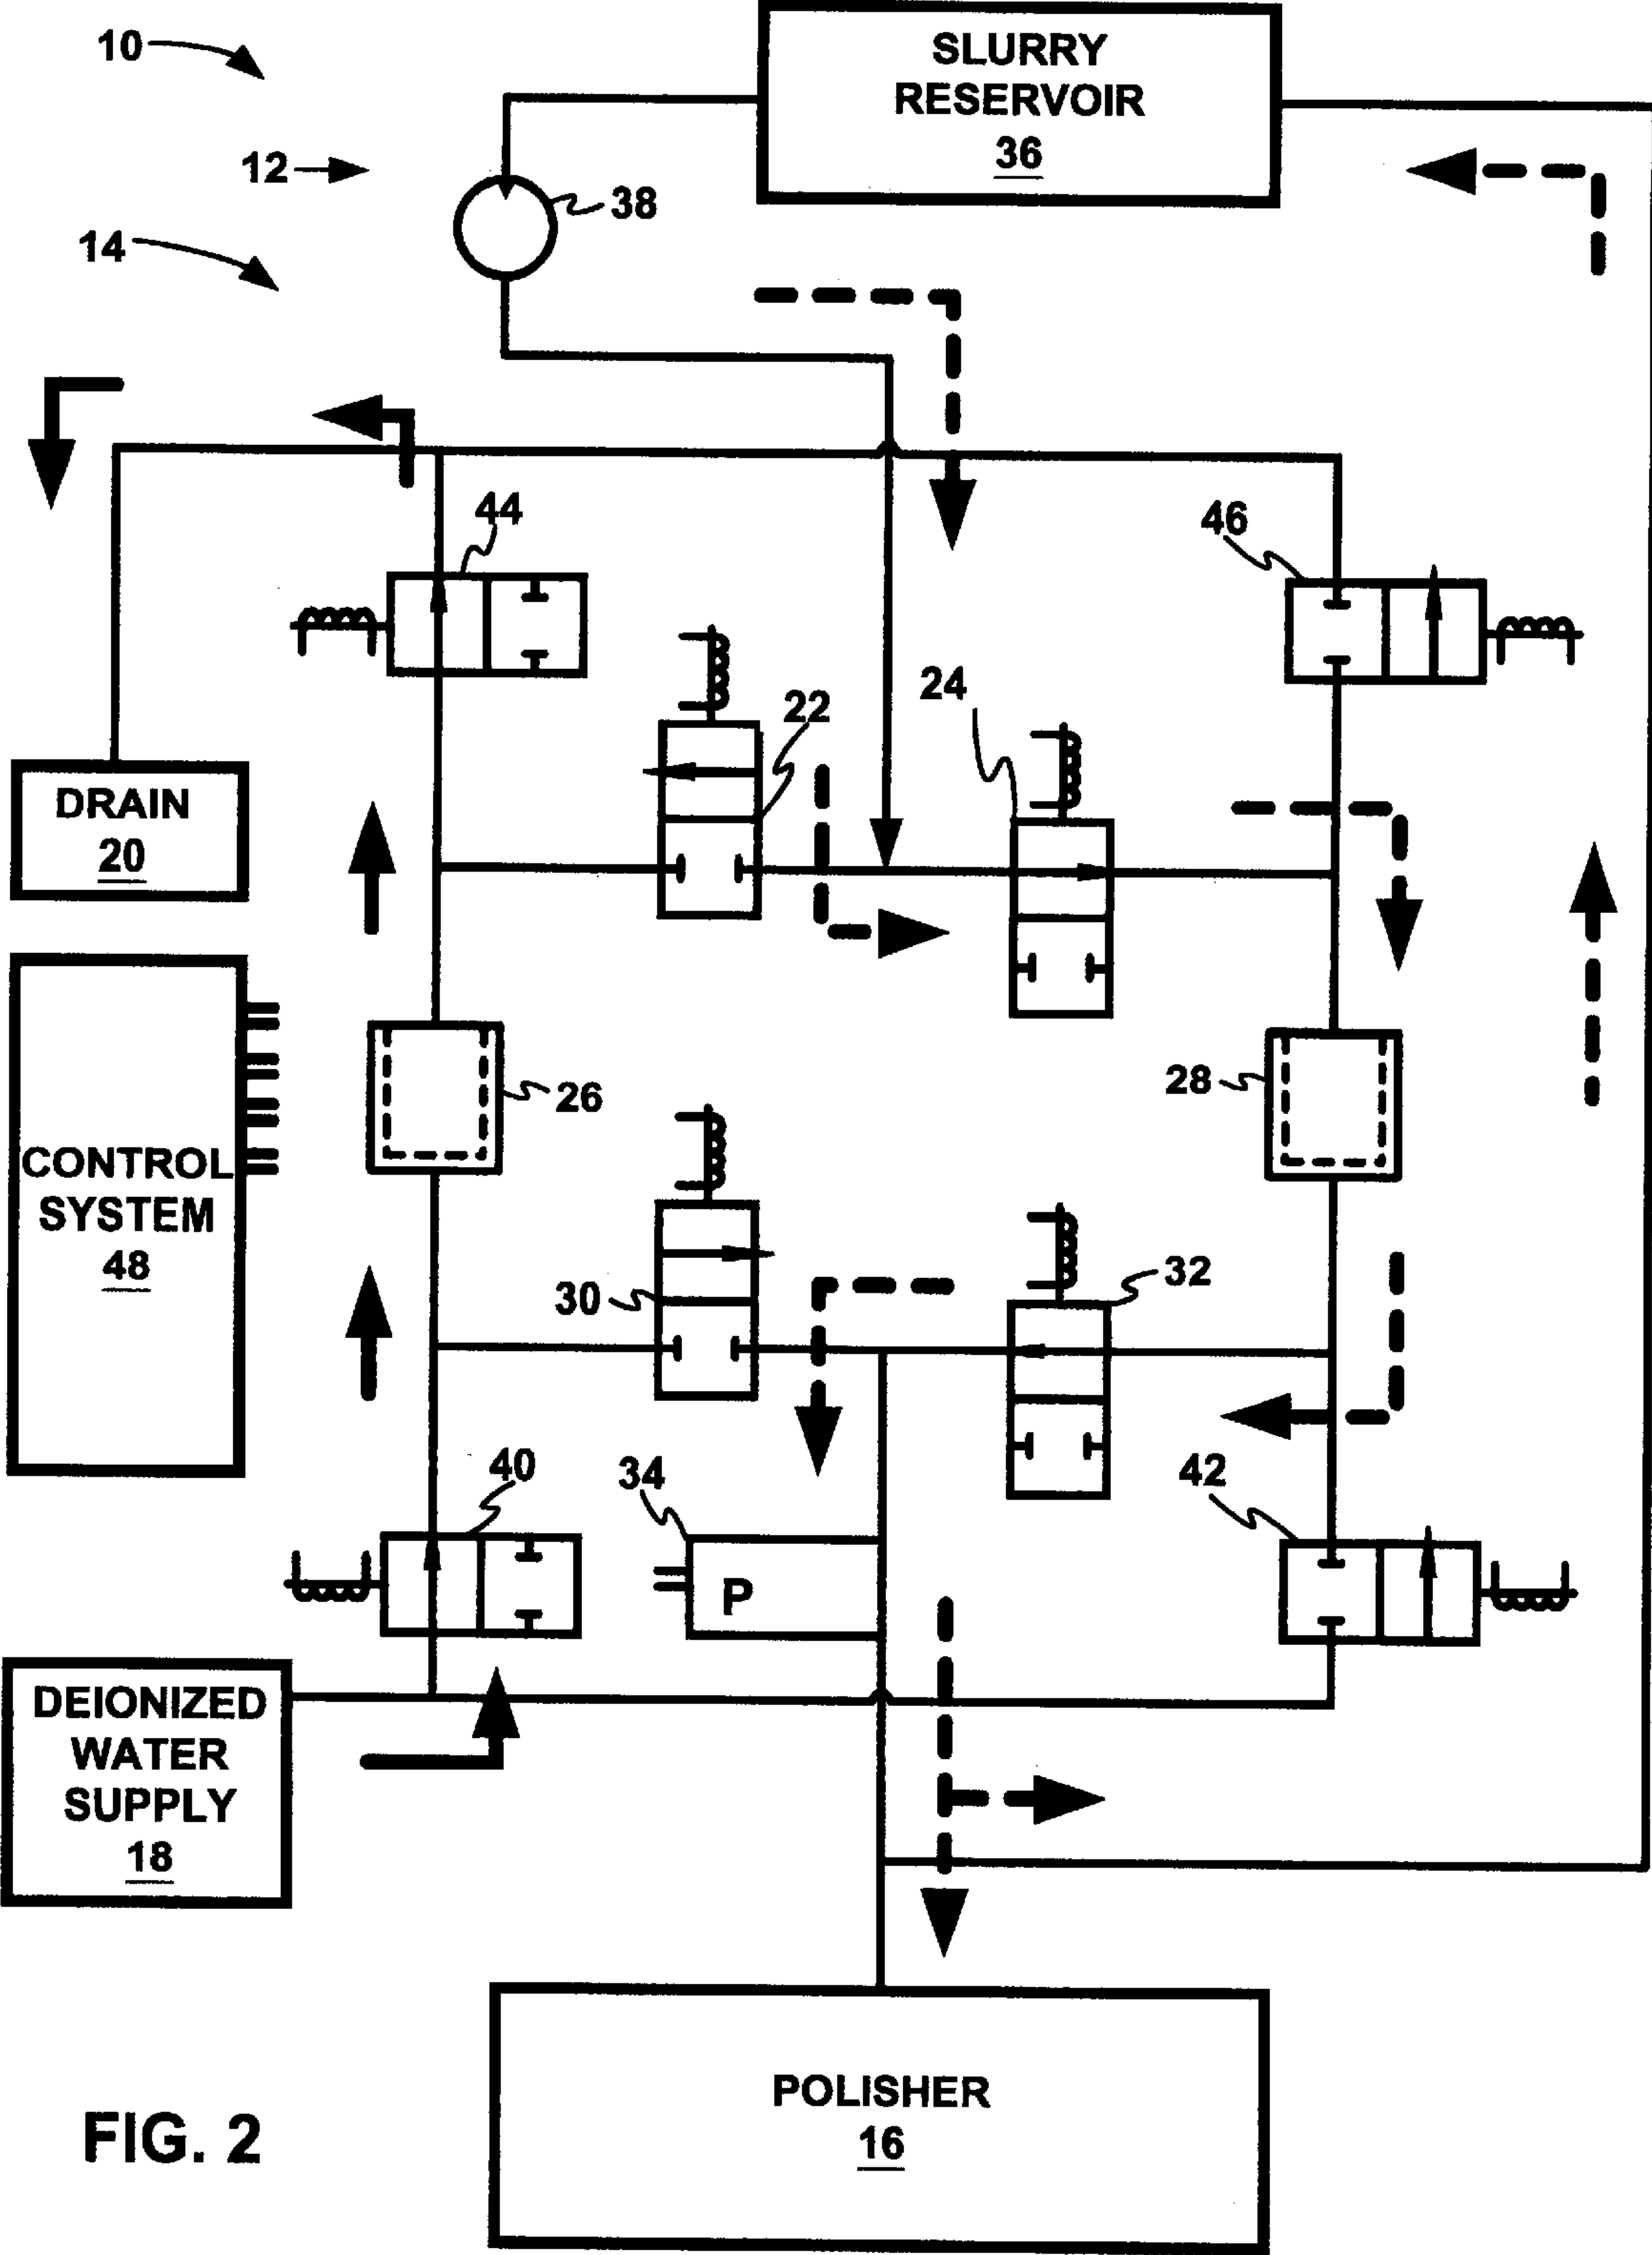 10
SLURRY
RESERVOIR
36
12
38
14
44
46
24
22
DRAIN
20
26
28
CONTROL
SYSTEM
48
32
30
40
34
42
P
DEIONIZED
WATER
SUPPLY
18
POLISHER
16
FIG. 2